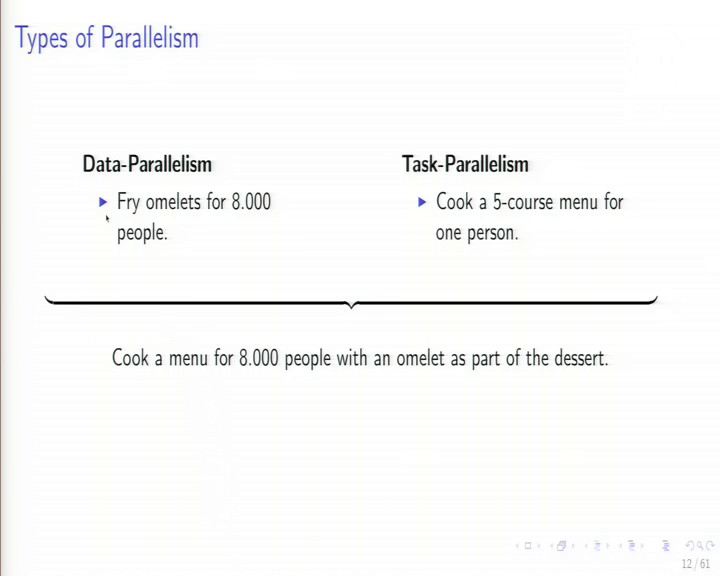 Types of Parallelism
Data-Parallelism
Fry omelets for 8.000
people.
Task-Parallelism
Cook a 5-course menu for
one person.
Cook a menu for 8.000 people with an omelet as part of the dessert.
12 / 61